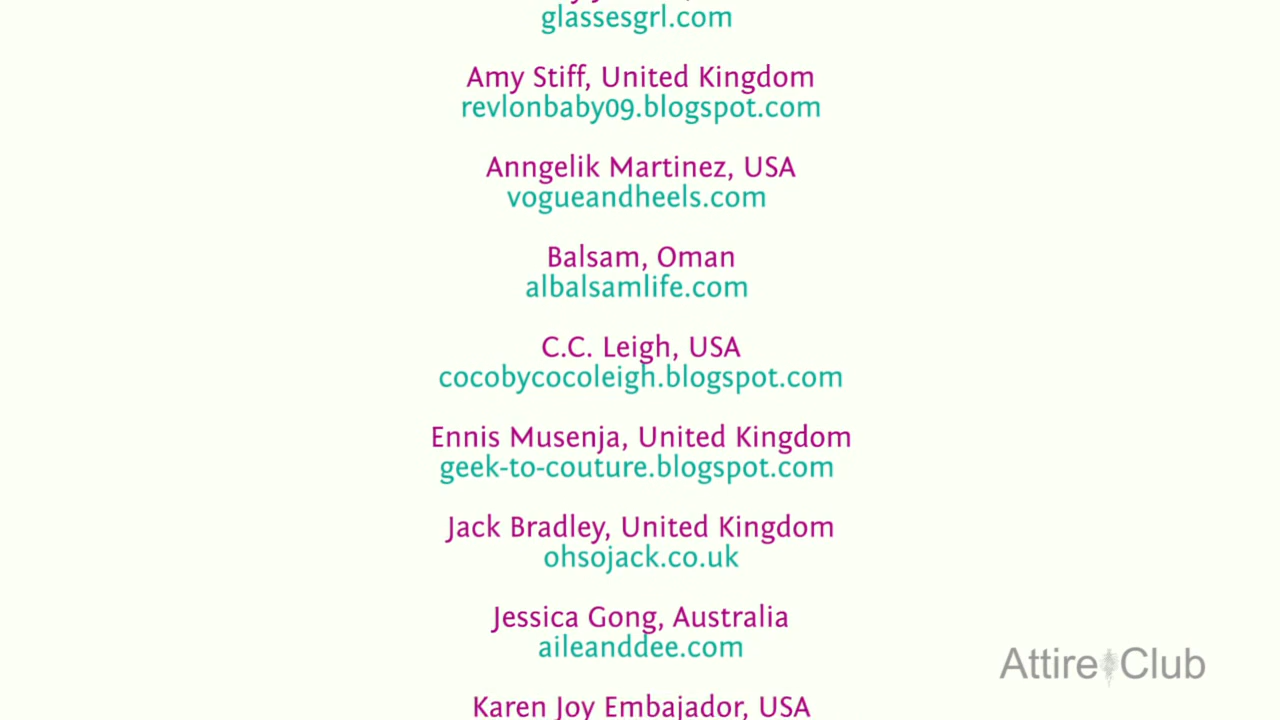 glassesgrl.com
Amy Stiff, United Kingdom
revlonbaby09.blogspot.com
Anngelik Martinez, USA
vogueandheels.com
Balsam, Oman
albalsamlife.com
C.C. Leigh, USA
cocobycocoleigh.blogspot.com
Ennis Musenja, United Kingdom
geek-to-couture.blogspot.com
Jack Bradley, United Kingdom
ohsojack.co.uk
Jessica Gong, Australia
aileanddee.com
Karen Joy Embajador, USA
Attire Club